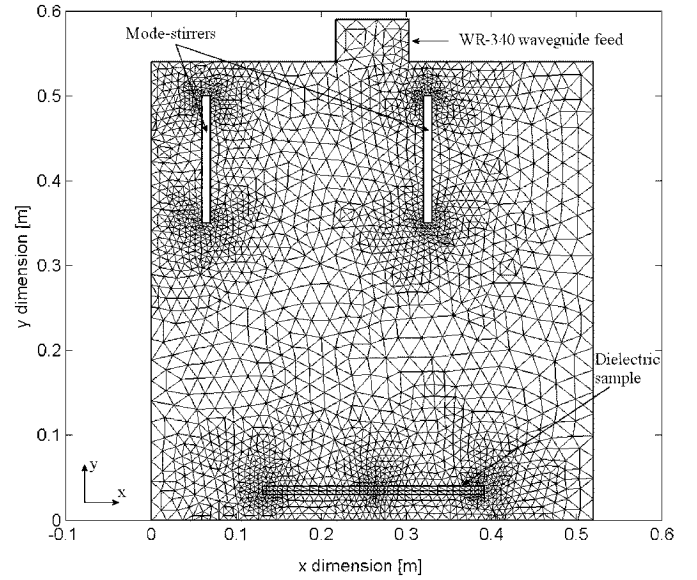 Mode-stirrers
WR-340 waveguide feed
Dielectric
sample
y dimension [m]
0.6
0.5
0.4
0.3
0.2
0.1
0
y
x
-0.1 0 0.1 0.2 0.3 0.4 0.5 0.6
x dimension [m]